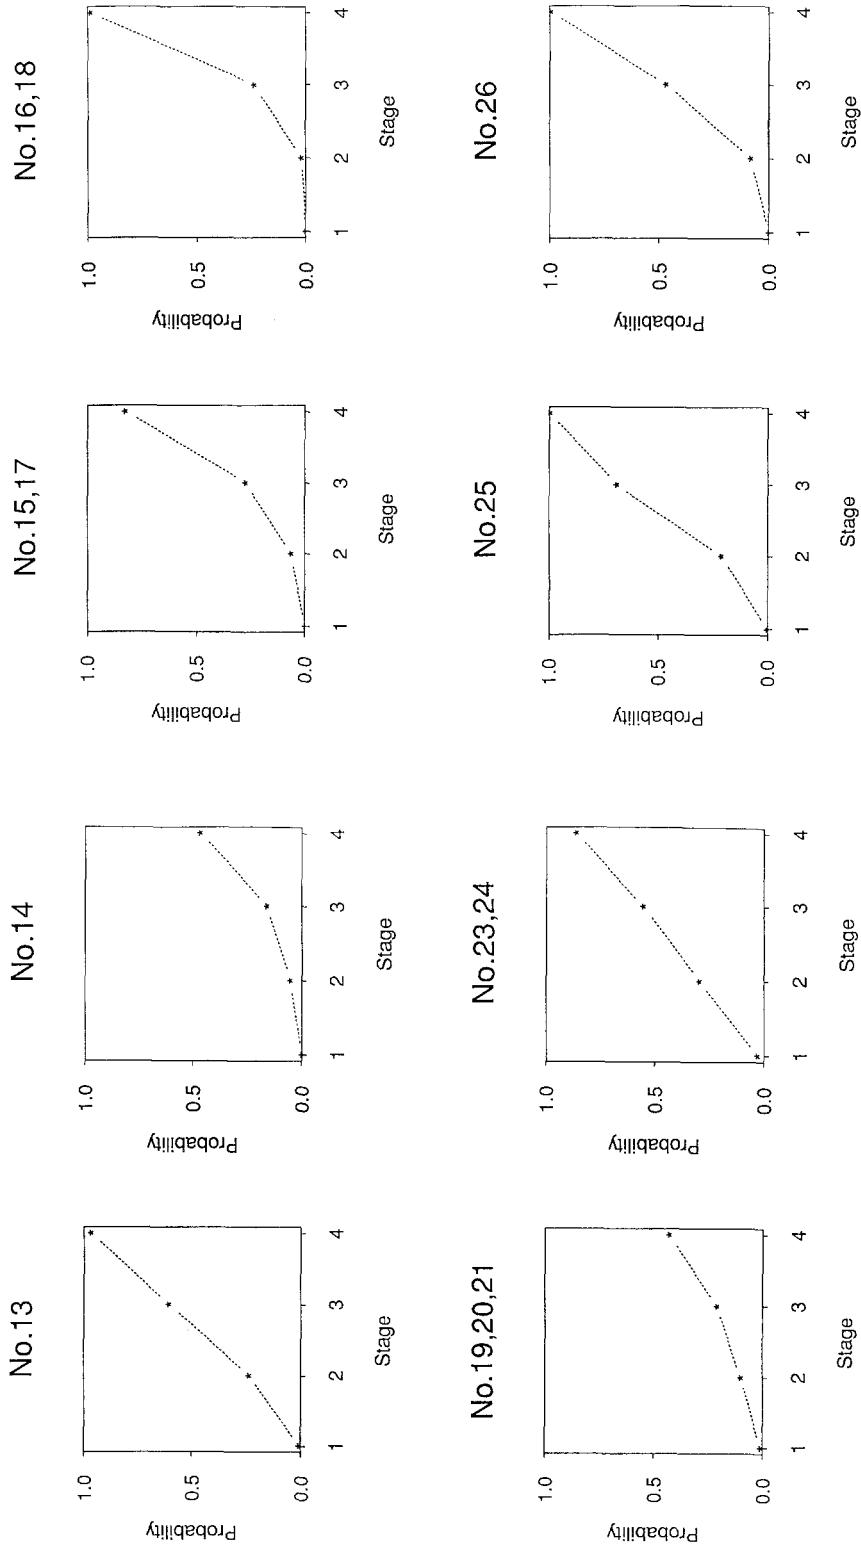 No.13
Probability
1.0
0.5
0.0
1 2 3 4
Stage
No.14
Probability
1.0
0.5
0.0
1 2 3 4
Stage
No.15,17
Probability
1.0
0.5
0.0
1 2 3 4
Stage
No.16,18
Probability
1.0
0.5
0.0
1 2 3 4
Stage
No.19,20,21
Probability
1.0
0.5
0.0
1 2 3 4
Stage
No.23,24
Probability
1.0
0.5
0.0
1 2 3 4
Stage
No.25
Probability
1.0
0.5
0.0
1 2 3 4
Stage
No.26
Probability
1.0
0.5
0.0
1 2 3 4
Stage